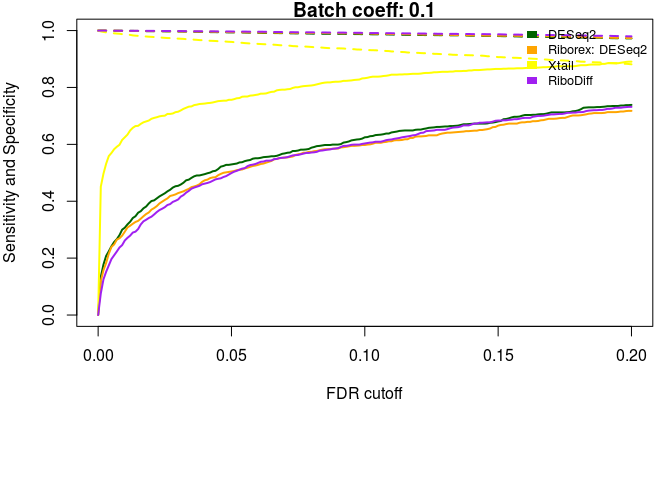 Batch coeff: 0.1
Sensitivity and Specificity
1.0
0.8
0.6
0.4
0.2
0.0
DESeq2
Riborex: DESeq2
Xtail
RiboDiff
0.00 0.05 0.10 0.15 0.20
FDR cutoff